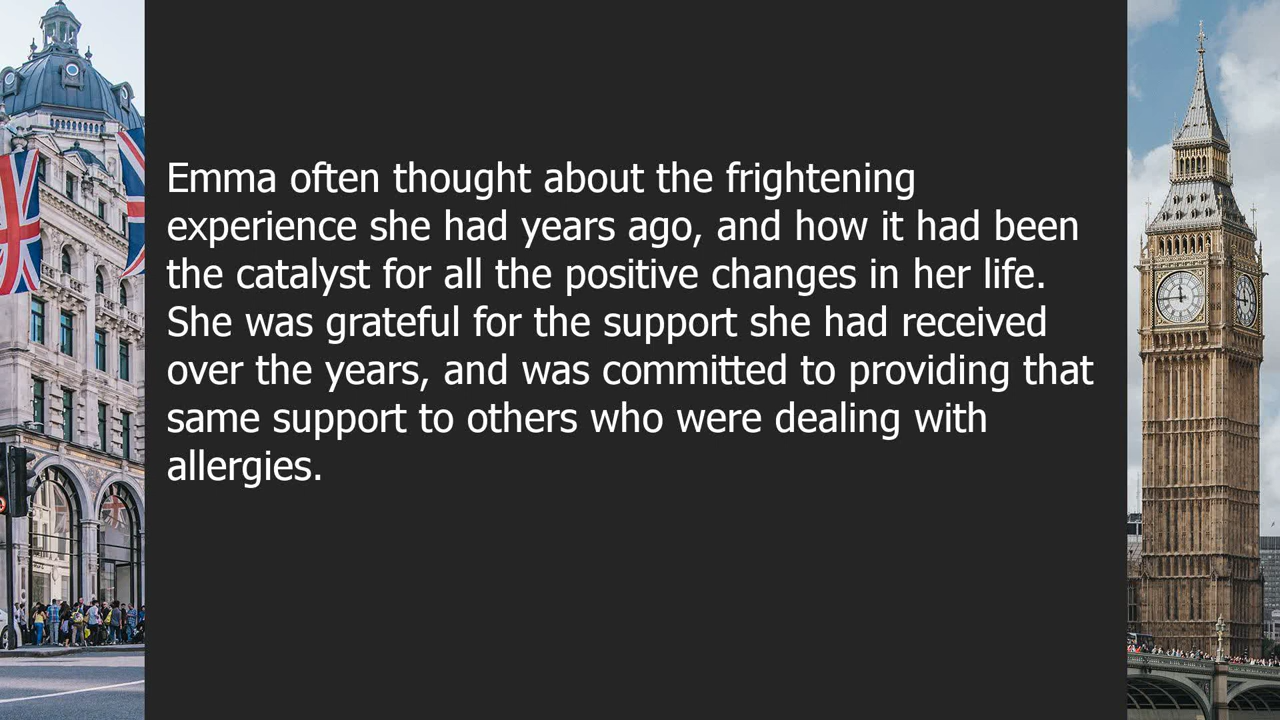 Emma often thought about the frightening
experience she had years ago, and how it had been
the catalyst for all the positive changes in her life.
She was grateful for the support she had received
over the years, and was committed to providing that
same support to others who were dealing with
allergies.